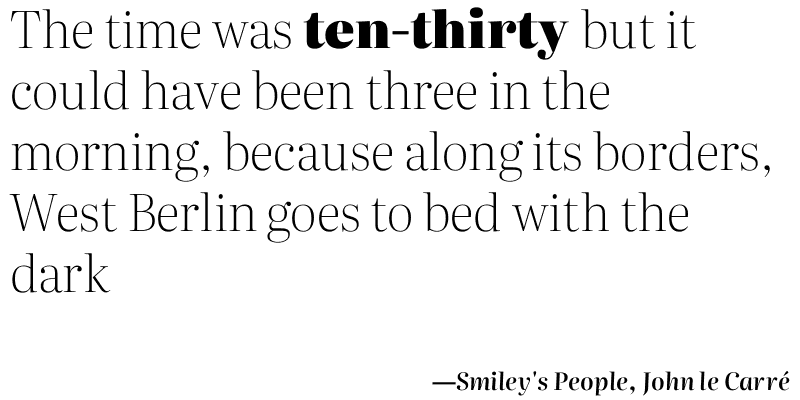 The time was ten-thirty but it
could have been three in the
morning, because along its borders,
West Berlin goes to bed with the
dark
—Smiley's People, John le Carré